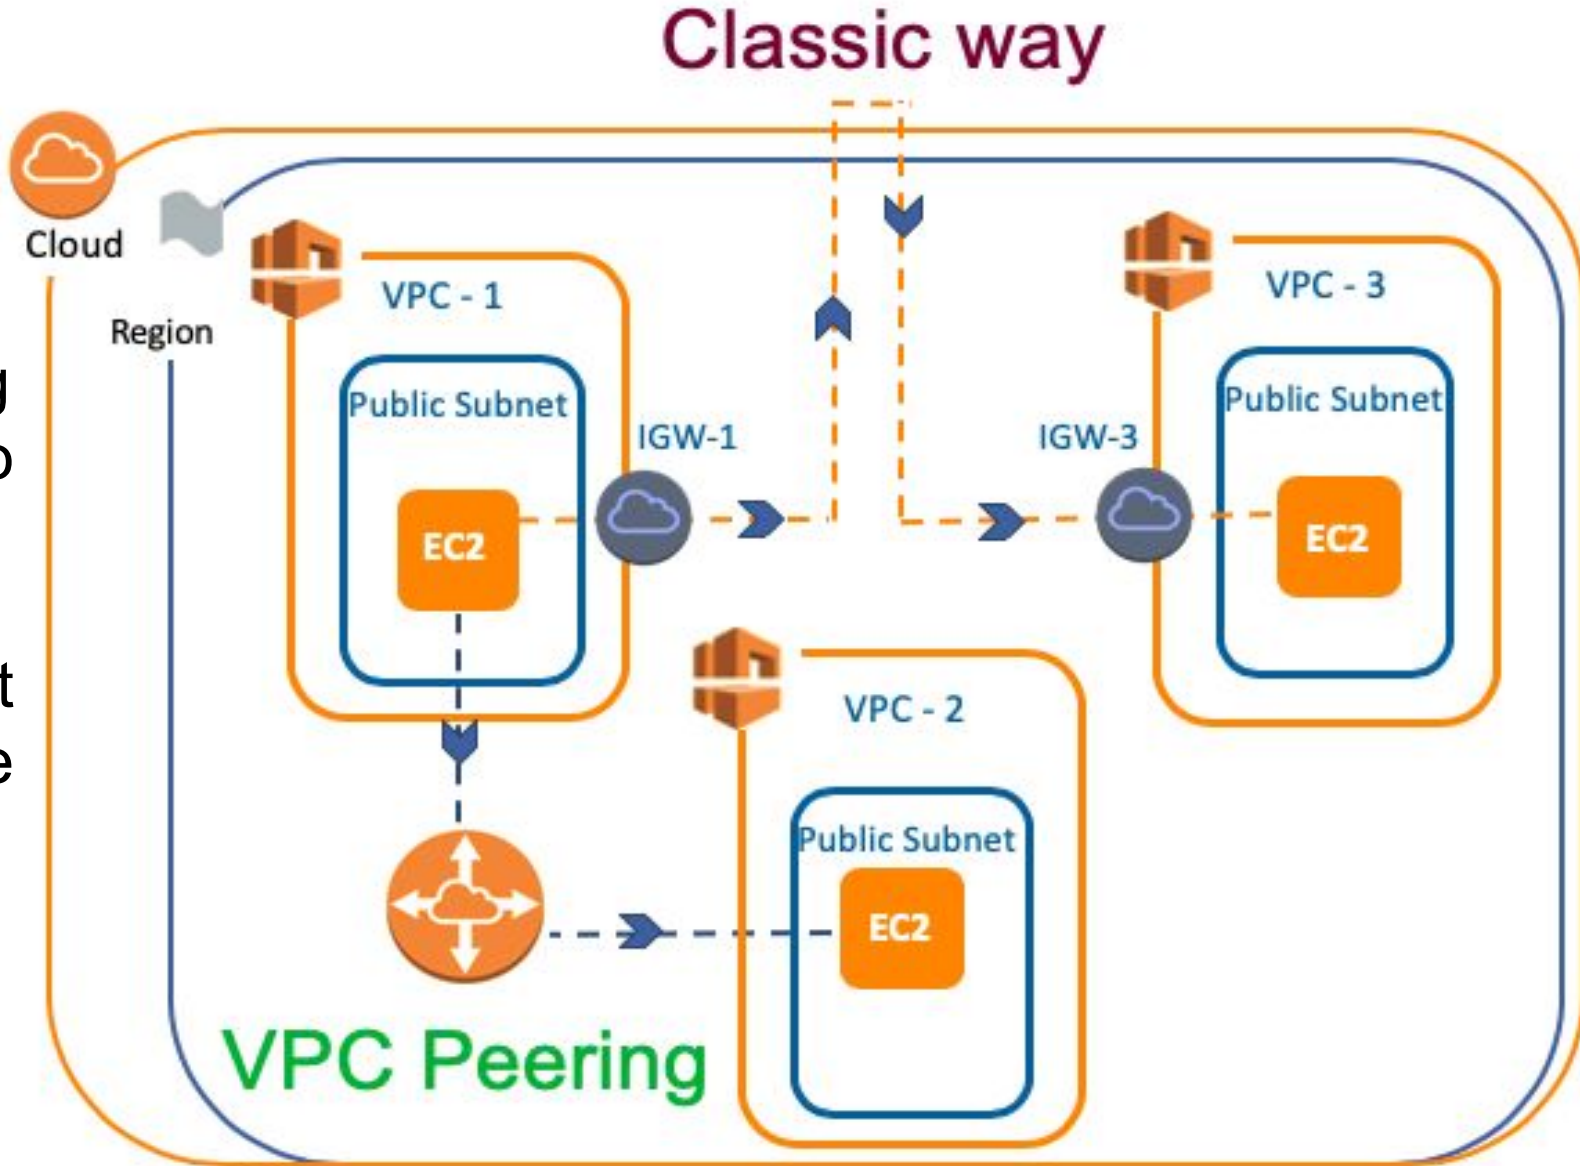 Classic way
Cloud
Region
VPC - 1
VPC - 3
Public Subnet
Public Subnet
IGW-1
IGW-3
EC2
EC2
VPC - 2
Public Subnet
EC2
VPC Peering